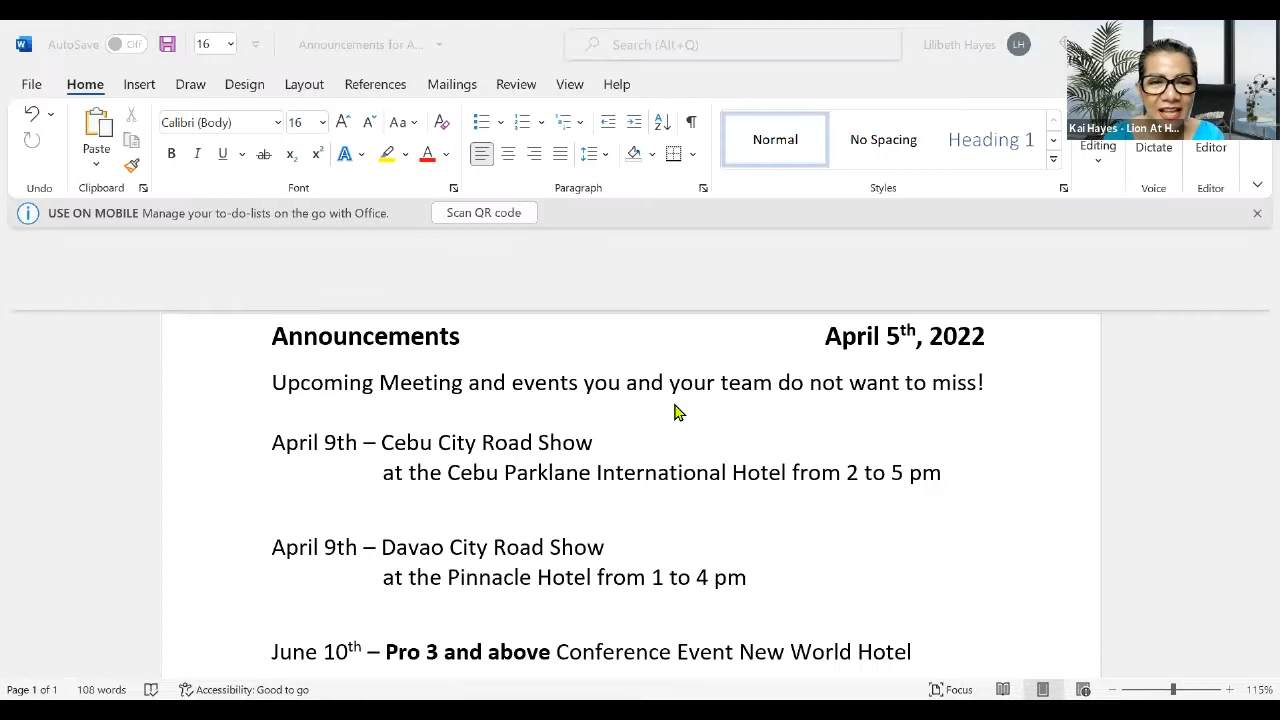 AutoSave Off 16 Announcements for A... Search (Alt+Q) Lilibeth Hayes LH
File Home Insert Draw Design Layout References Mailings Review View Help
Kai Hayes - Lion At H...
Calibri (Body) 16 Aa
Paste
B I U ab x₂ x² A A
Normal No Spacing Heading 1
Editing Dictate Editor
Undo Clipboard Font Paragraph Styles Voice Editor
USE ON MOBILE Manage your to-do-lists on the go with Office. Scan QR code
Announcements April 5th, 2022
Upcoming Meeting and events you and your team do not want to miss!
April 9th – Cebu City Road Show
at the Cebu Parklane International Hotel from 2 to 5 pm
April 9th – Davao City Road Show
at the Pinnacle Hotel from 1 to 4 pm
June 10th – Pro 3 and above Conference Event New World Hotel
Page 1 of 1 108 words Accessibility: Good to go Focus 115%